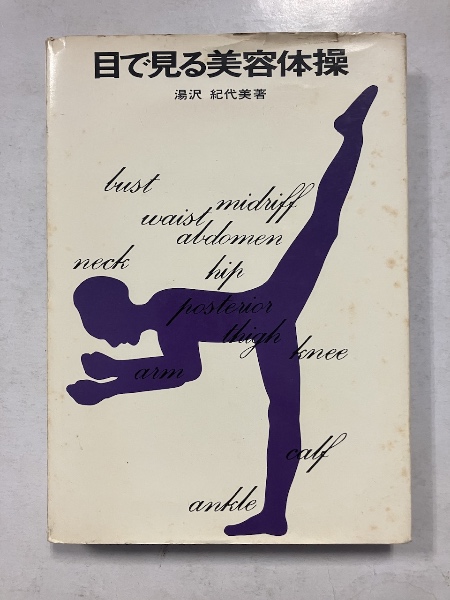 目で見る美容体操
湯沢 紀代美著
bust
midriff
waist
abdomen
neck
hip
posterior
thigh
knee
arm
calf
ankle